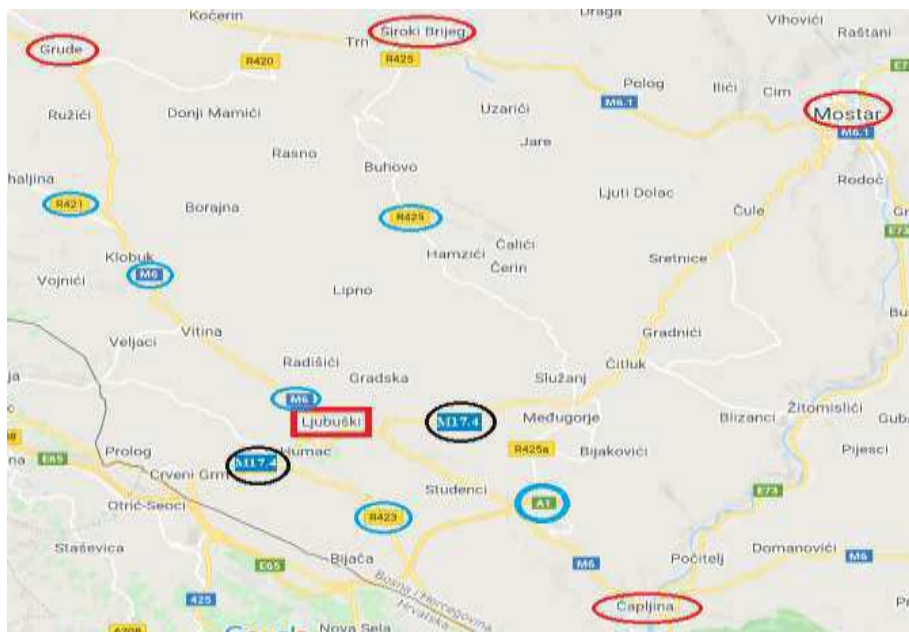 Kočerin
Draga
Vihovići
Raštani
Grude
Trn
Široki Brijeg
R420
R425
Polog
Ilići
Cim
M6.1
Mostar
M6.1
Ružići
Donji Mamići
Uzarići
Jare
Rasno
Buhovo
Rodoč
haljina
R421
Borajna
R425
Ljuti Dolac
Čule
E73
Klobuk
M6
Hamzići
Čalići
Čerin
Sretnice
Vojnići
Lipno
Vitina
Gradnići
Veljaci
Radišići
Gradska
Služanj
Čitluk
M6
Ljubuški
M17.4
Međugorje
Blizanci
Žitomislići
E65
Prolog
M17.4
Humac
R425a
Bijakovići
Pijesci
Crveni Grm
Studenci
A1
E73
Otrić-Seoci
R423
Staševica
E65
Bijača
Počitelj
Domanovići
M6
M6
425
Bosna i Hercegovina
Hrvatska
Čapljina
Nova Sela